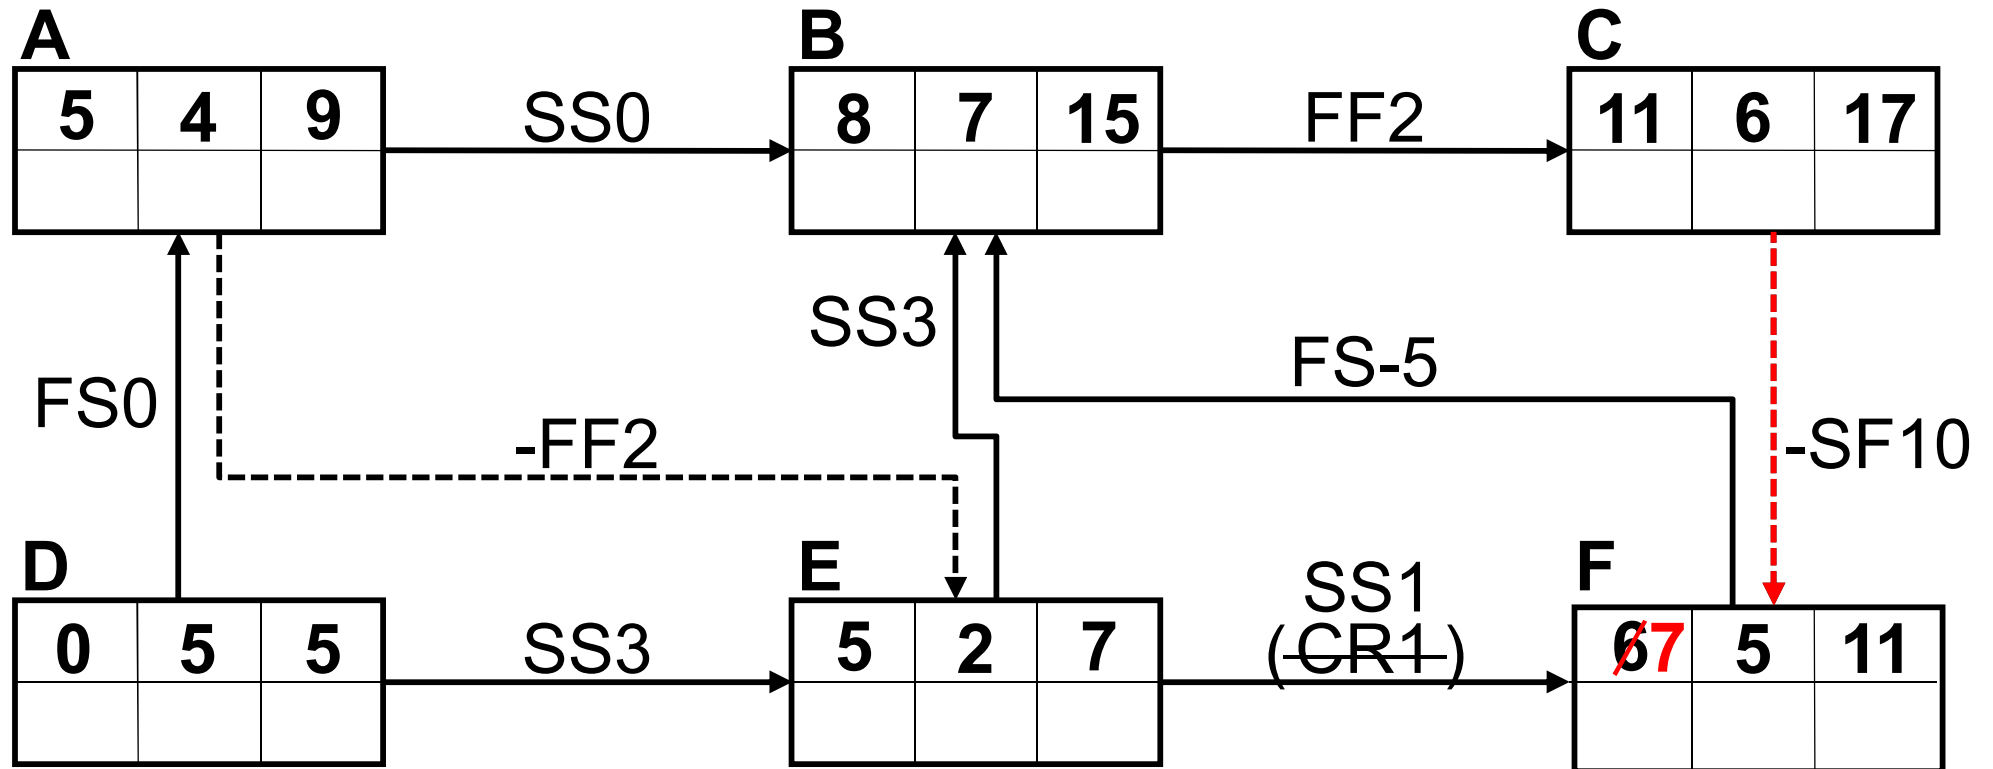 A B C
5 4 9 SS0 8 7 15 FF2 11 6 17
SS3
FS-5
FS0
-FF2
-SF10
D E F
SS1
0 5 5 SS3 5 2 7 (CR1) 6 7 5 11